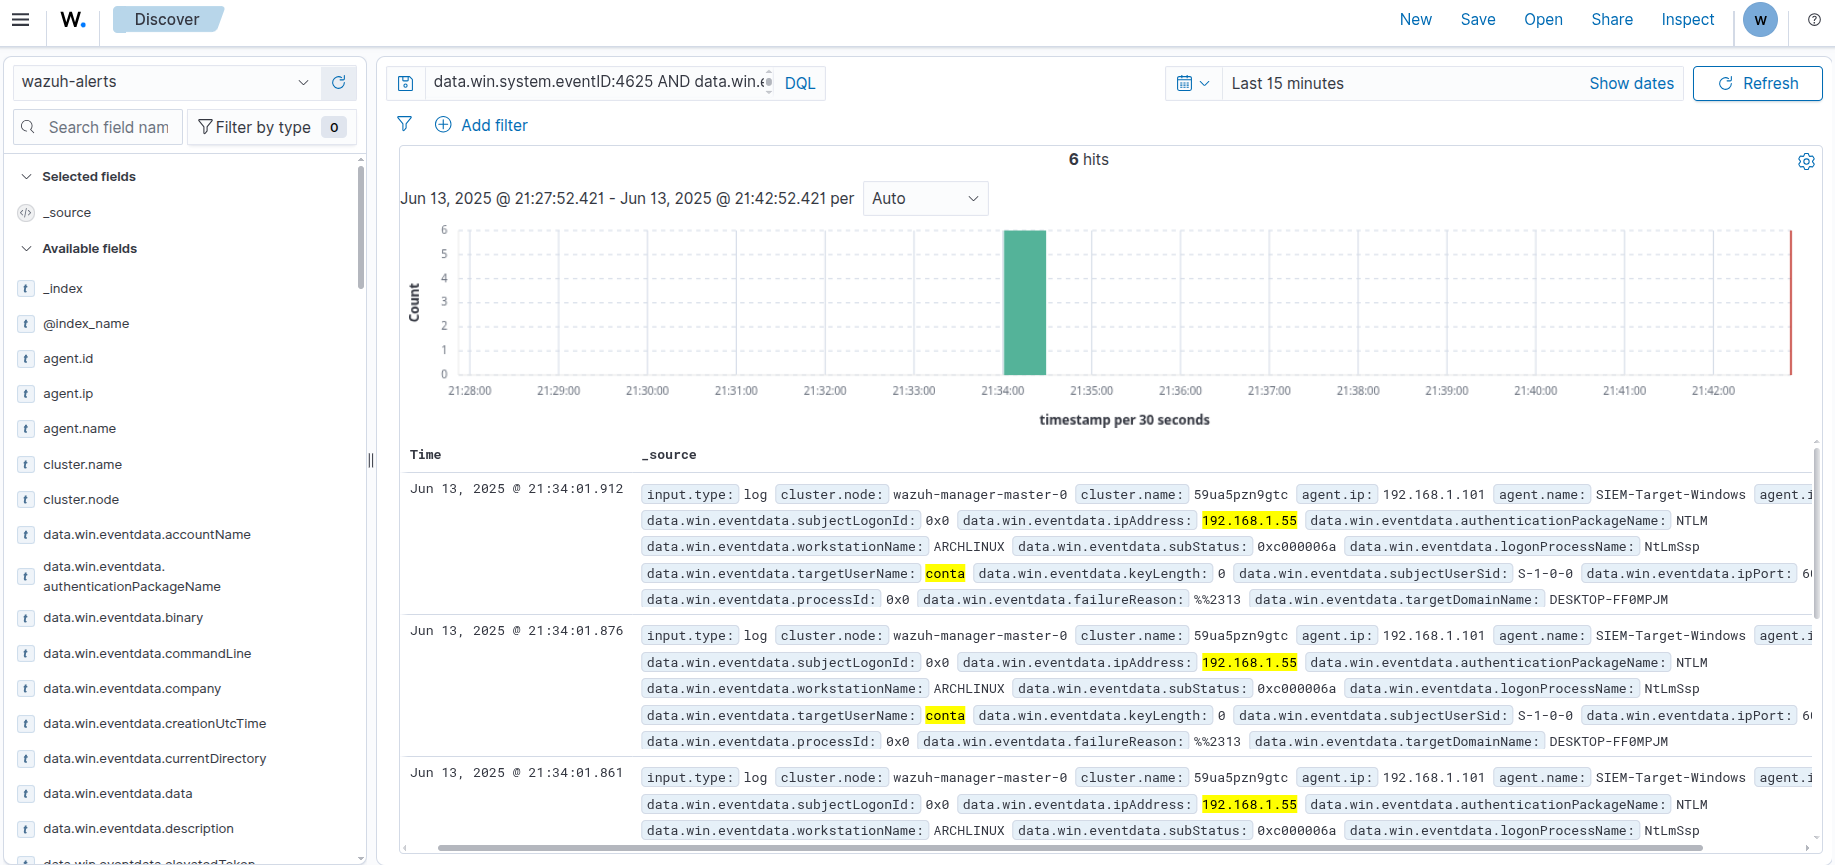 W. Discover New Save Open Share Inspect W
wazuh-alerts
Search field nam
Filter by type 0
Selected fields
_source
Available fields
_index
@index_name
agent.id
agent.ip
agent.name
cluster.name
cluster.node
data.win.eventdata.accountName
data.win.eventdata.
authenticationPackageName
data.win.eventdata.binary
data.win.eventdata.commandLine
data.win.eventdata.company
data.win.eventdata.creationUtcTime
data.win.eventdata.currentDirectory
data.win.eventdata.data
data.win.eventdata.description
data.win.eventdata.elevatedToken
data.win.system.eventID:4625 AND data.win.e DQL Last 15 minutes Show dates Refresh
Add filter
6 hits
Jun 13, 2025 @ 21:27:52.421 - Jun 13, 2025 @ 21:42:52.421 per Auto
6
5
4
3
2
1
0
Count
21:28:00 21:29:00 21:30:00 21:31:00 21:32:00 21:33:00 21:34:00 21:35:00 21:36:00 21:37:00 21:38:00 21:39:00 21:40:00 21:41:00 21:42:00
timestamp per 30 seconds
Time _source
Jun 13, 2025 @ 21:34:01.912 input.type: log cluster.node: wazuh-manager-master-0 cluster.name: 59ua5pzn9gtc agent.ip: 192.168.1.101 agent.name: SIEM-Target-Windows agent.i
data.win.eventdata.subjectLogonId: 0x0 data.win.eventdata.ipAddress: 192.168.1.55 data.win.eventdata.authenticationPackageName: NTLM
data.win.eventdata.workstationName: ARCHLINUX data.win.eventdata.subStatus: 0xc000006a data.win.eventdata.logonProcessName: NtLmSsp
data.win.eventdata.targetUserName: conta data.win.eventdata.keyLength: 0 data.win.eventdata.subjectUserSid: S-1-0-0 data.win.eventdata.ipPort: 6
data.win.eventdata.processId: 0x0 data.win.eventdata.failureReason: %%2313 data.win.eventdata.targetDomainName: DESKTOP-FF0MPJM
Jun 13, 2025 @ 21:34:01.876 input.type: log cluster.node: wazuh-manager-master-0 cluster.name: 59ua5pzn9gtc agent.ip: 192.168.1.101 agent.name: SIEM-Target-Windows agent.i
data.win.eventdata.subjectLogonId: 0x0 data.win.eventdata.ipAddress: 192.168.1.55 data.win.eventdata.authenticationPackageName: NTLM
data.win.eventdata.workstationName: ARCHLINUX data.win.eventdata.subStatus: 0xc000006a data.win.eventdata.logonProcessName: NtLmSsp
data.win.eventdata.targetUserName: conta data.win.eventdata.keyLength: 0 data.win.eventdata.subjectUserSid: S-1-0-0 data.win.eventdata.ipPort: 6
data.win.eventdata.processId: 0x0 data.win.eventdata.failureReason: %%2313 data.win.eventdata.targetDomainName: DESKTOP-FF0MPJM
Jun 13, 2025 @ 21:34:01.861 input.type: log cluster.node: wazuh-manager-master-0 cluster.name: 59ua5pzn9gtc agent.ip: 192.168.1.101 agent.name: SIEM-Target-Windows agent.i
data.win.eventdata.subjectLogonId: 0x0 data.win.eventdata.ipAddress: 192.168.1.55 data.win.eventdata.authenticationPackageName: NTLM
data.win.eventdata.workstationName: ARCHLINUX data.win.eventdata.subStatus: 0xc000006a data.win.eventdata.logonProcessName: NtLmSsp